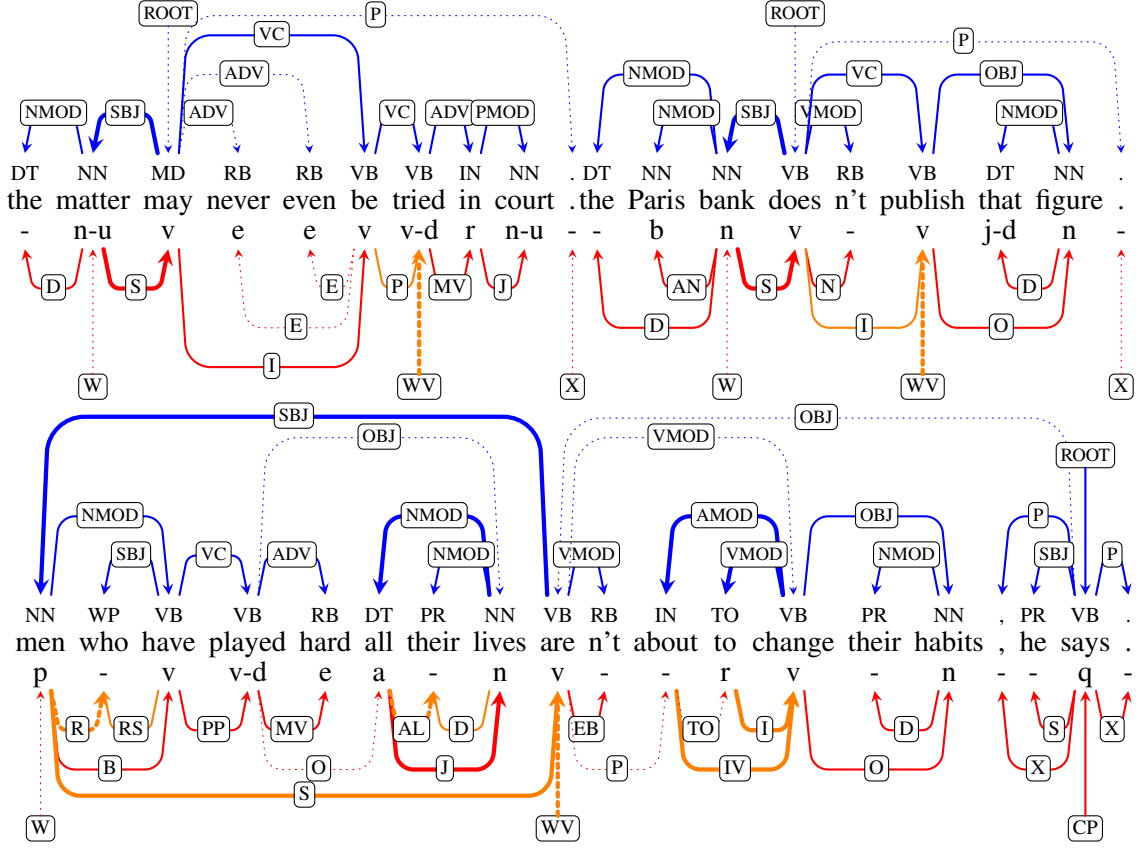 ROOT P ROOT
VC P
ADV NMOD VC OBJ
NMOD SBJ ADV VC ADV PMOD NMOD SBJ VMOD NMOD
DT NN MD RB RB VB VB IN NN . DT NN NN VB RB VB DT NN .
the matter may never even be tried in court . the Paris bank does n't publish that figure .
- n-u v e e v v-d r n-u - - b n v - v j-d n -
D S E P MV J AN S N D
E D I O
I
W WV X W WV X
SBJ OBJ
OBJ VMOD
ROOT
NMOD NMOD AMOD OBJ P
SBJ VC ADV NMOD VMOD VMOD NMOD SBJ P
NN WP VB VB RB DT PR NN VB RB IN TO VB PR NN , PR VB .
men who have played hard all their lives are n't about to change their habits , he says .
p - v v-d e a - n v - - r v - n - - q -
R RS PP MV AL D EB TO I D S X
B O J P IV O X
S
W WV CP